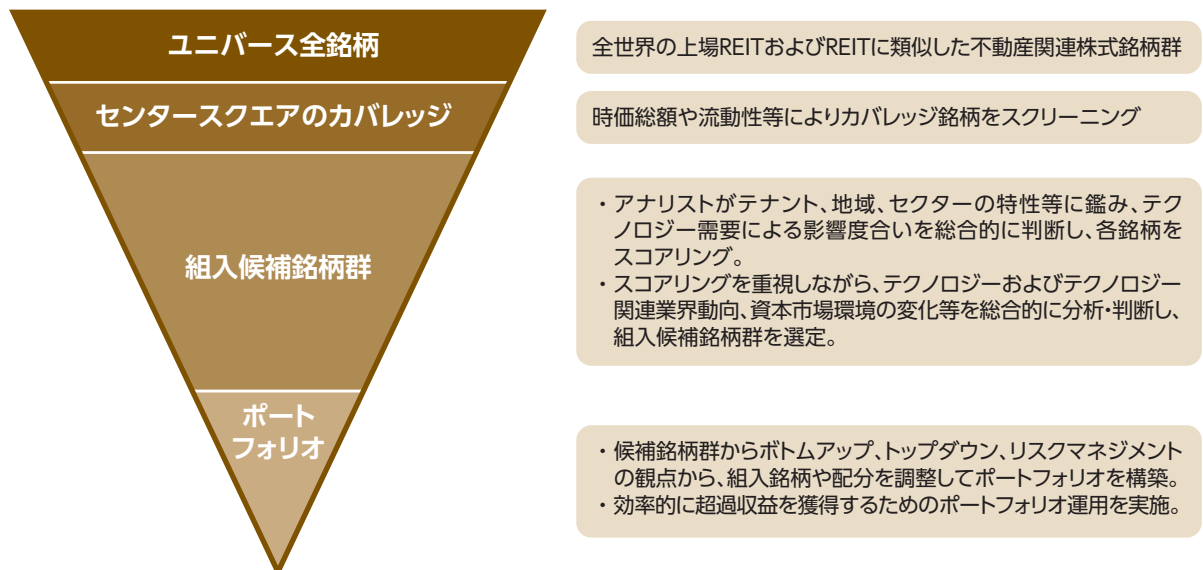 ユニバース全銘柄
全世界の上場REITおよびREITに類似した不動産関連株式銘柄群
センタースクエアのカバレッジ
時価総額や流動性等によりカバレッジ銘柄をスクリーニング
組入候補銘柄群
・アナリストがテナント、地域、セクターの特性等に鑑み、テク
ノロジー需要による影響度合いを総合的に判断し、各銘柄を
スコアリング。
・スコアリングを重視しながら、テクノロジーおよびテクノロジー
関連業界動向、資本市場環境の変化等を総合的に分析・判断し、
組入候補銘柄群を選定。
ポート
フォリオ
・候補銘柄群からボトムアップ、トップダウン、リスクマネジメント
の観点から、組入銘柄や配分を調整してポートフォリオを構築。
・効率的に超過収益を獲得するためのポートフォリオ運用を実施。